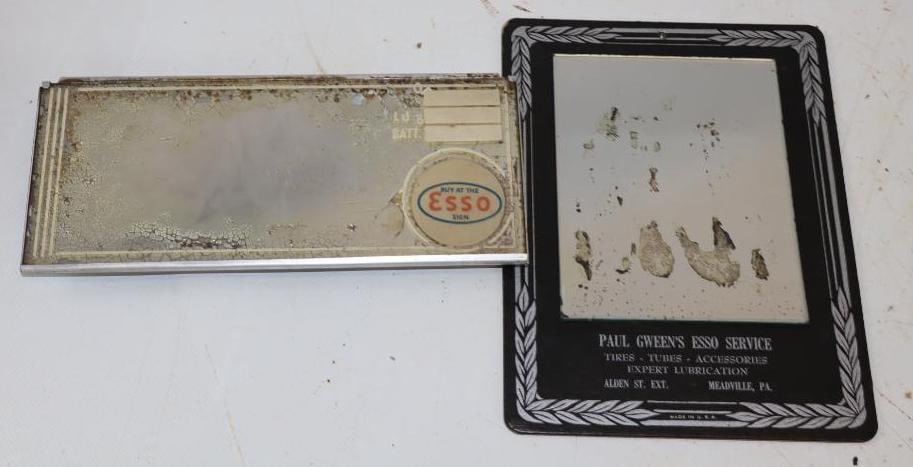 BATT.
BUY AT THE
Esso
SIGN
PAUL GWEEN'S ESSO SERVICE
TIRES - TUBES - ACCESSORIES
EXPERT LUBRICATION
ALDEN ST. EXT. MEADVILLE, PA.
MADE IN U.S.A.